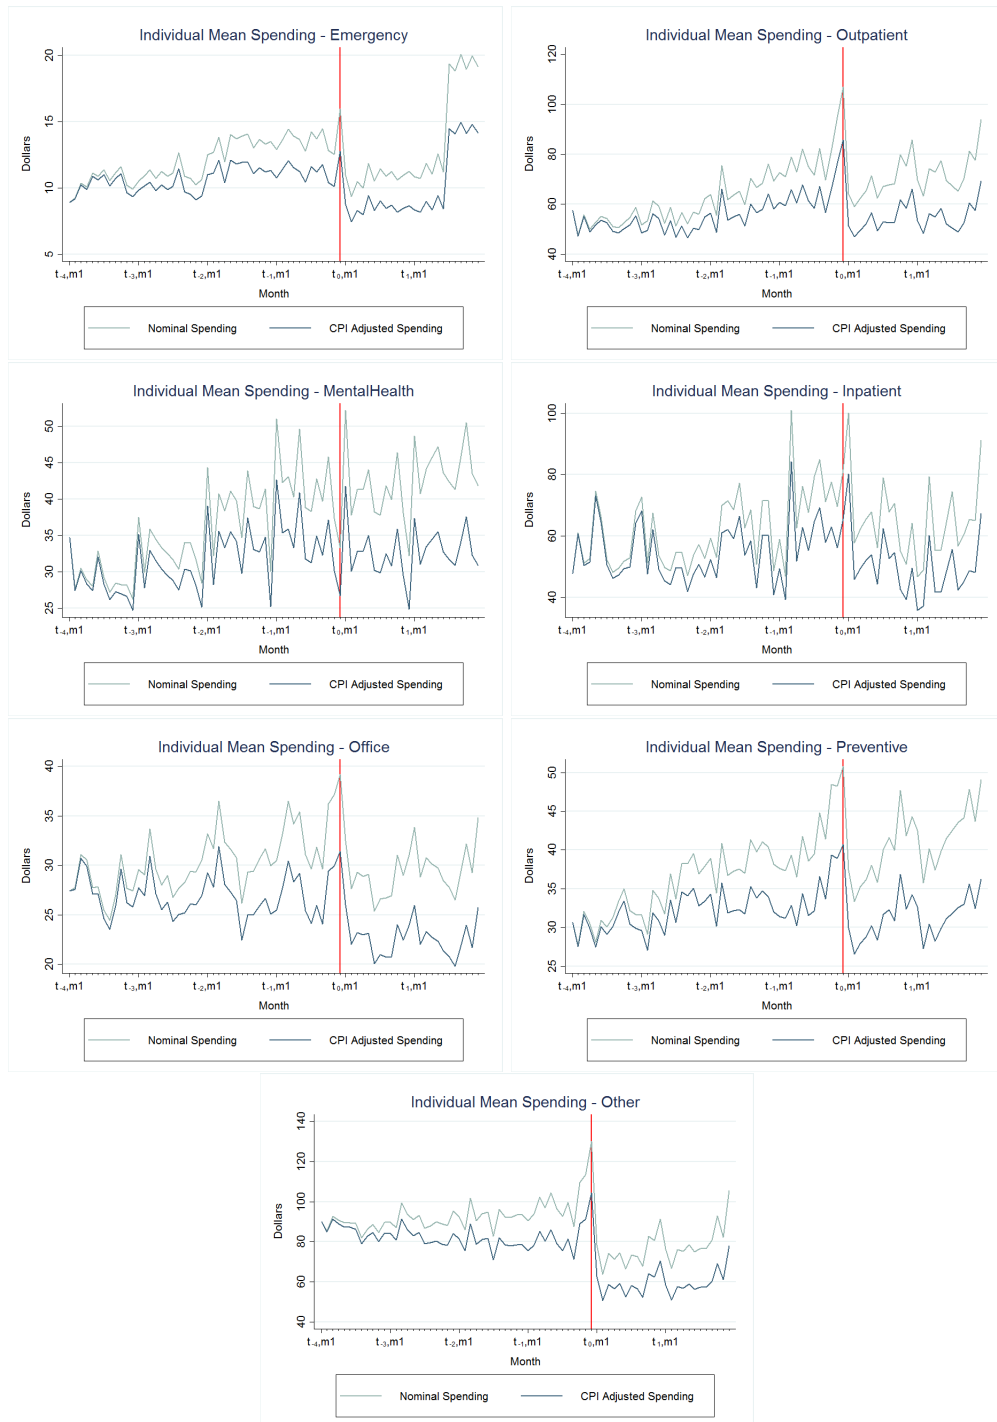 Individual Mean Spending - Emergency
20
15
10
5
Dollars
t₋₄,m1 t₋₃,m1 t₋₂,m1 t₋₁,m1 t₀,m1 t₁,m1
Month
Nominal Spending CPI Adjusted Spending
Individual Mean Spending - Outpatient
120
100
80
60
40
Dollars
t₋₄,m1 t₋₃,m1 t₋₂,m1 t₋₁,m1 t₀,m1 t₁,m1
Month
Nominal Spending CPI Adjusted Spending
Individual Mean Spending - MentalHealth
50
45
40
35
30
25
Dollars
t₋₄,m1 t₋₃,m1 t₋₂,m1 t₋₁,m1 t₀,m1 t₁,m1
Month
Nominal Spending CPI Adjusted Spending
Individual Mean Spending - Inpatient
100
80
60
40
Dollars
t₋₄,m1 t₋₃,m1 t₋₂,m1 t₋₁,m1 t₀,m1 t₁,m1
Month
Nominal Spending CPI Adjusted Spending
Individual Mean Spending - Office
40
35
30
25
20
Dollars
t₋₄,m1 t₋₃,m1 t₋₂,m1 t₋₁,m1 t₀,m1 t₁,m1
Month
Nominal Spending CPI Adjusted Spending
Individual Mean Spending - Preventive
50
45
40
35
30
25
Dollars
t₋₄,m1 t₋₃,m1 t₋₂,m1 t₋₁,m1 t₀,m1 t₁,m1
Month
Nominal Spending CPI Adjusted Spending
Individual Mean Spending - Other
140
120
100
80
60
40
Dollars
t₋₄,m1 t₋₃,m1 t₋₂,m1 t₋₁,m1 t₀,m1 t₁,m1
Month
Nominal Spending CPI Adjusted Spending